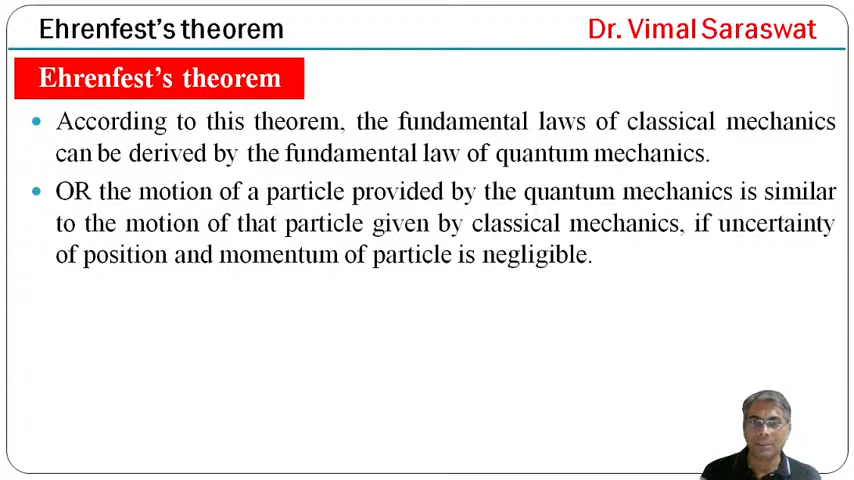 Ehrenfest's theorem
Dr. Vimal Saraswat
Ehrenfest's theorem
• According to this theorem, the fundamental laws of classical mechanics
can be derived by the fundamental law of quantum mechanics.
• OR the motion of a particle provided by the quantum mechanics is similar
to the motion of that particle given by classical mechanics, if uncertainty
of position and momentum of particle is negligible.